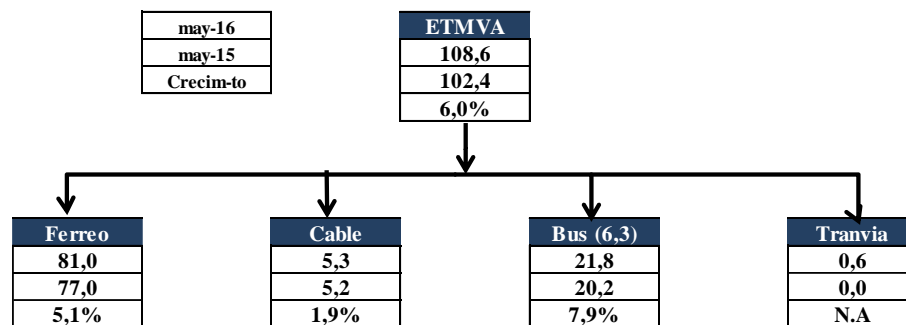 may-16
may-15
Crecim-to
ETMVA
108,6
102,4
6,0%
Ferreo
81,0
77,0
5,1%
Cable
5,3
5,2
1,9%
Bus (6,3)
21,8
20,2
7,9%
Tranvia
0,6
0,0
N.A